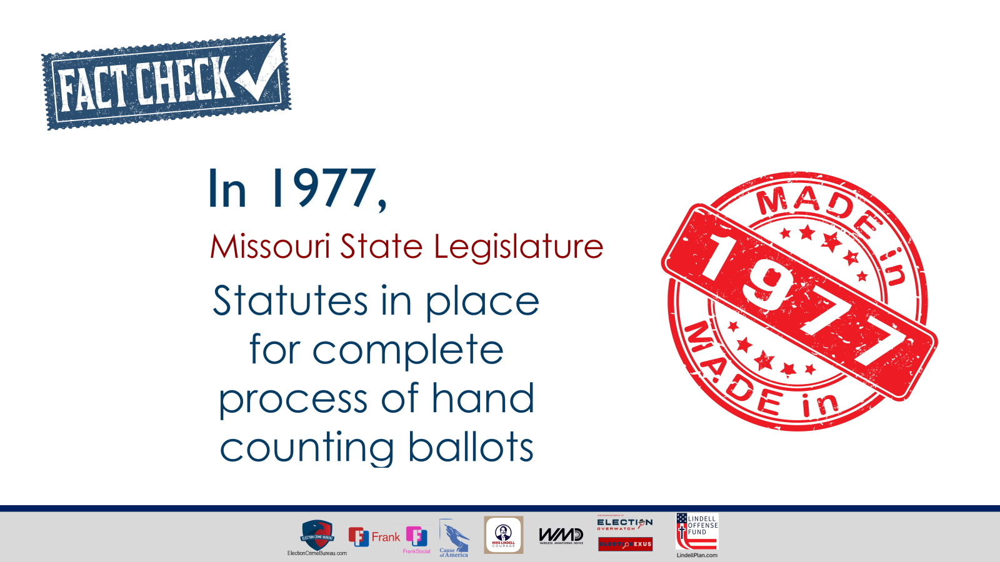 FACT CHECK
In 1977,
Missouri State Legislature
Statutes in place
for complete
process of hand
counting ballots
MADE in
1977
MADE in
ELECTION CRIME BUREAU
ElectionCrimeBureau.com
Frank
FrankSocial
Cause
of America
MIKE LINDELL
COURAGE
WMD
WIRELESS MONITORING DEVICE
ELECTION
OVERWATCH
ELECTIONEXUS
LINDELL
OFFENSE
FUND
LindellPlan.com